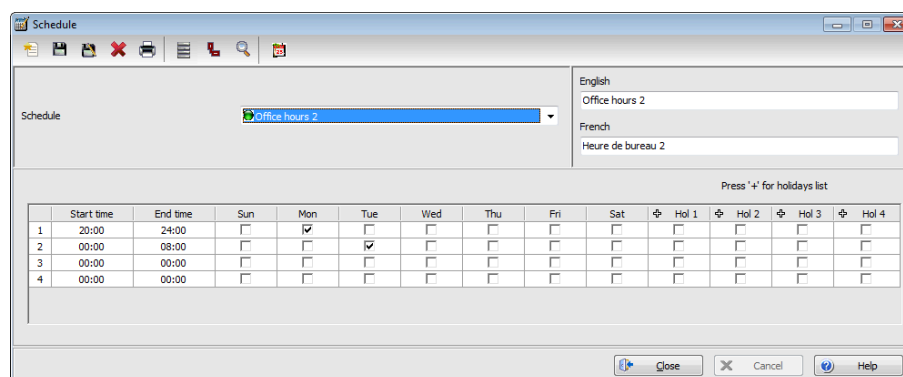 Schedule
25
English
Office hours 2
Schedule
Office hours 2
French
Heure de bureau 2
Press '+' for holidays list
Start time End time Sun Mon Tue Wed Thu Fri Sat Hol 1 Hol 2 Hol 3 Hol 4
1 20:00 24:00
2 00:00 08:00
3 00:00 00:00
4 00:00 00:00
Close Cancel ? Help